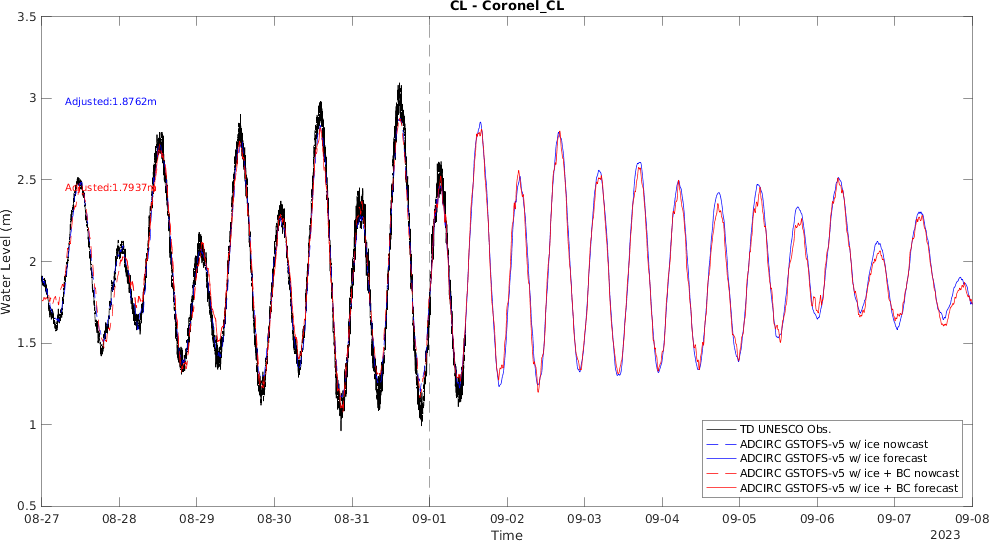 CL - Coronel_CL
3.5
3
2.5
2
1.5
1
0.5
Water Level (m)
Adjusted:1.8762m
Adjusted:1.7937m
TD UNESCO Obs.
ADCIRC GSTOFS-v5 w/ ice nowcast
ADCIRC GSTOFS-v5 w/ ice forecast
ADCIRC GSTOFS-v5 w/ ice + BC nowcast
ADCIRC GSTOFS-v5 w/ ice + BC forecast
08-27 08-28 08-29 08-30 08-31 09-01 09-02 09-03 09-04 09-05 09-06 09-07 09-08
Time
2023